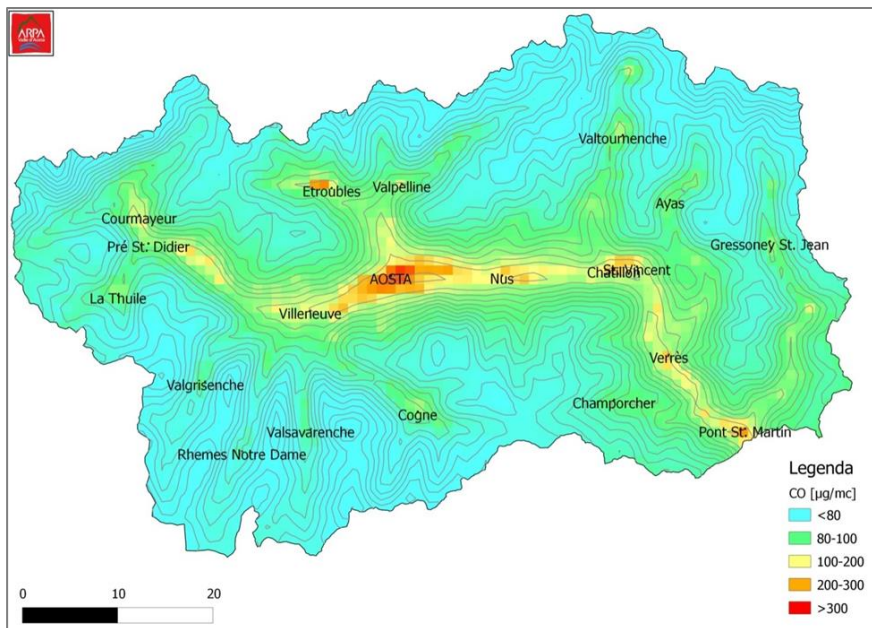 ARPA
Valle d'Aosta
Valtournenche
Etroubles
Valpelline
Courmayeur
Ayas
Pré St. Didier
Gressoney St. Jean
AOSTA
Nus
Chatillon
St. Vincent
La Thuile
Villeneuve
Verrès
Valgrisenche
Champorcher
Cogne
Valsavarenche
Pont St. Martin
Rhemes Notre Dame
Legenda
CO [µg/mc]
<80
80-100
100-200
200-300
>300
0 10 20